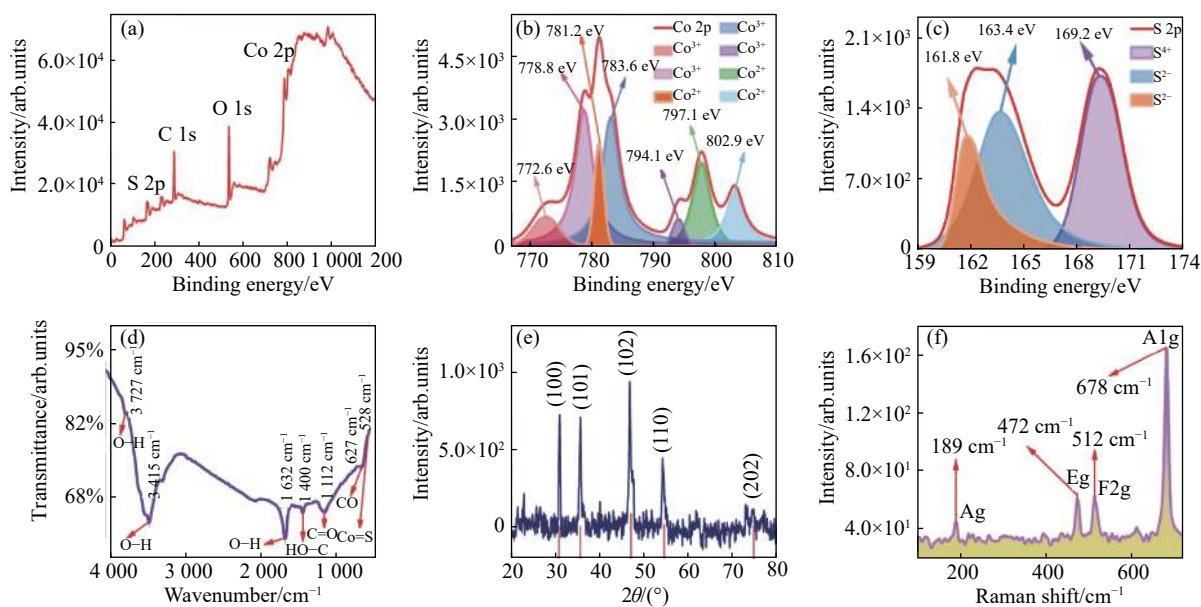 (a)
Intensity/arb.units
6.0×10⁴
4.0×10⁴
2.0×10⁴
0
S 2p
C 1s
O 1s
Co 2p
0 200 400 600 800 1 000 1 200
Binding energy/eV
(b)
Intensity/arb.units
4.5×10³
3.0×10³
1.5×10³
0
772.6 eV
778.8 eV
781.2 eV
783.6 eV
794.1 eV
797.1 eV
802.9 eV
Co 2p Co³⁺
Co³⁺ Co³⁺
Co³⁺ Co²⁺
Co²⁺ Co²⁺
770 780 790 800 810
Binding energy/eV
(c)
Intensity/arb.units
2.1×10³
1.4×10³
7.0×10²
0
161.8 eV
163.4 eV
169.2 eV
S 2p
S⁴⁺
S²⁻
S²⁻
159 162 165 168 171 174
Binding energy/eV
(d)
Transmittance/arb.units
95%
82%
68%
3 727 cm⁻¹
O−H
3 415 cm⁻¹
O−H
1 632 cm⁻¹
O−H
1 400 cm⁻¹
HO−C
1 112 cm⁻¹
C=O
627 cm⁻¹
CO
528 cm⁻¹
Co=S
4 000 3 000 2 000 1 000
Wavenumber/cm⁻¹
(e)
Intensity/arb.units
1.0×10³
5.0×10²
0
(100)
(101)
(102)
(110)
(202)
20 30 40 50 60 70 80
2θ/(°)
(f)
Intensity/arb.units
1.6×10²
1.2×10²
8.0×10¹
4.0×10¹
189 cm⁻¹
Ag
472 cm⁻¹
Eg
512 cm⁻¹
F2g
678 cm⁻¹
A1g
200 400 600
Raman shift/cm⁻¹